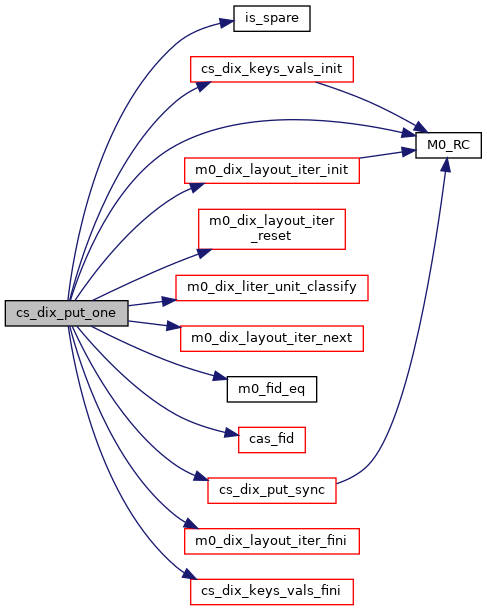 is_spare
cs_dix_keys_vals_init
M0_RC
m0_dix_layout_iter_init
m0_dix_layout_iter
_reset
m0_dix_liter_unit_classify
cs_dix_put_one
m0_dix_layout_iter_next
m0_fid_eq
cas_fid
cs_dix_put_sync
m0_dix_layout_iter_fini
cs_dix_keys_vals_fini